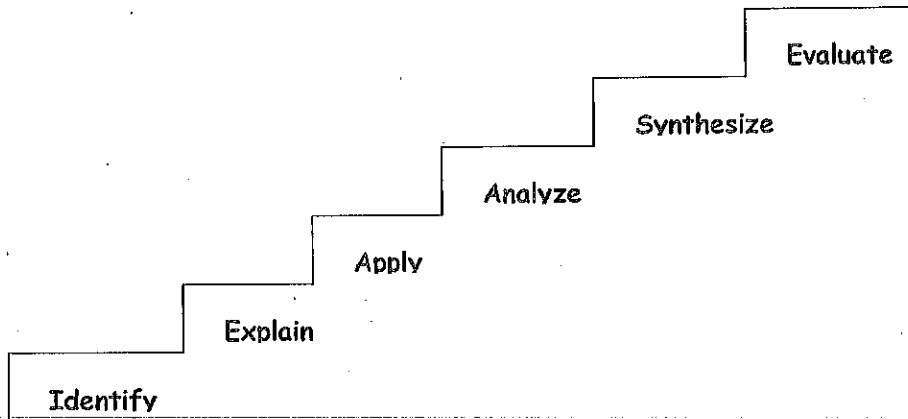 Evaluate
Synthesize
Analyze
Apply
Explain
Identify